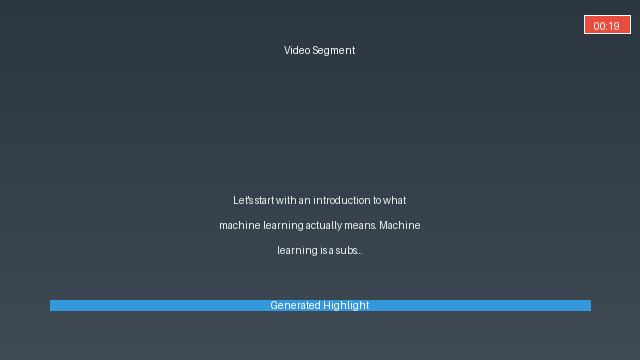 00:19
Video Segment
Let's start with an introduction to what
machine learning actually means. Machine
learning is a subs...
Generated Highlight